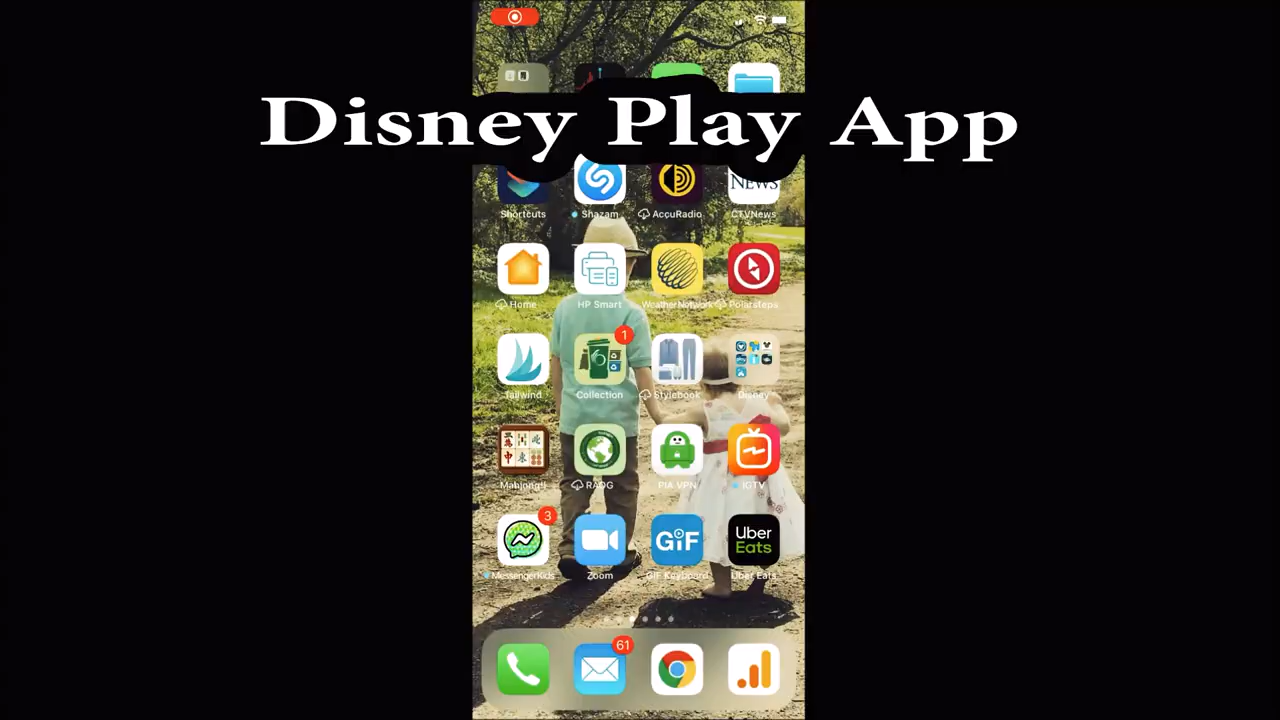 Disney Play App
NEWS
Shortcuts Shazam AccuRadio CTVNews
Home HP Smart WeatherNetwork Polarsteps
1
Tailwind Collection Stylebook Disney
Mahjong!! RAOG PIA VPN IGTV
3
GIF Uber Eats
MessengerKids Zoom GIF Keyboard Uber Eats
61